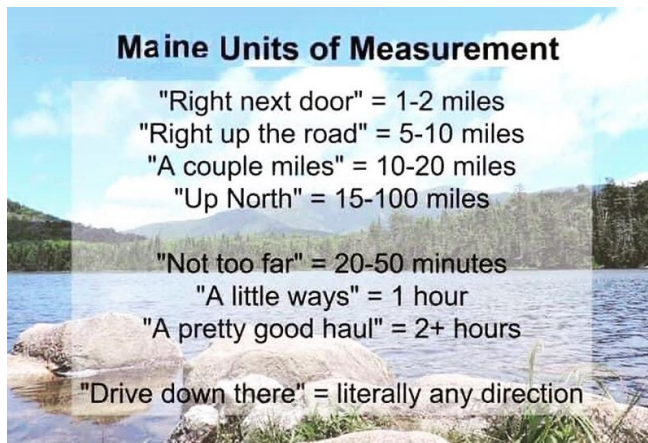 Maine Units of Measurement
"Right next door" = 1-2 miles
"Right up the road" = 5-10 miles
"A couple miles" = 10-20 miles
"Up North" = 15-100 miles
"Not too far" = 20-50 minutes
"A little ways" = 1 hour
"A pretty good haul" = 2+ hours
"Drive down there" = literally any direction